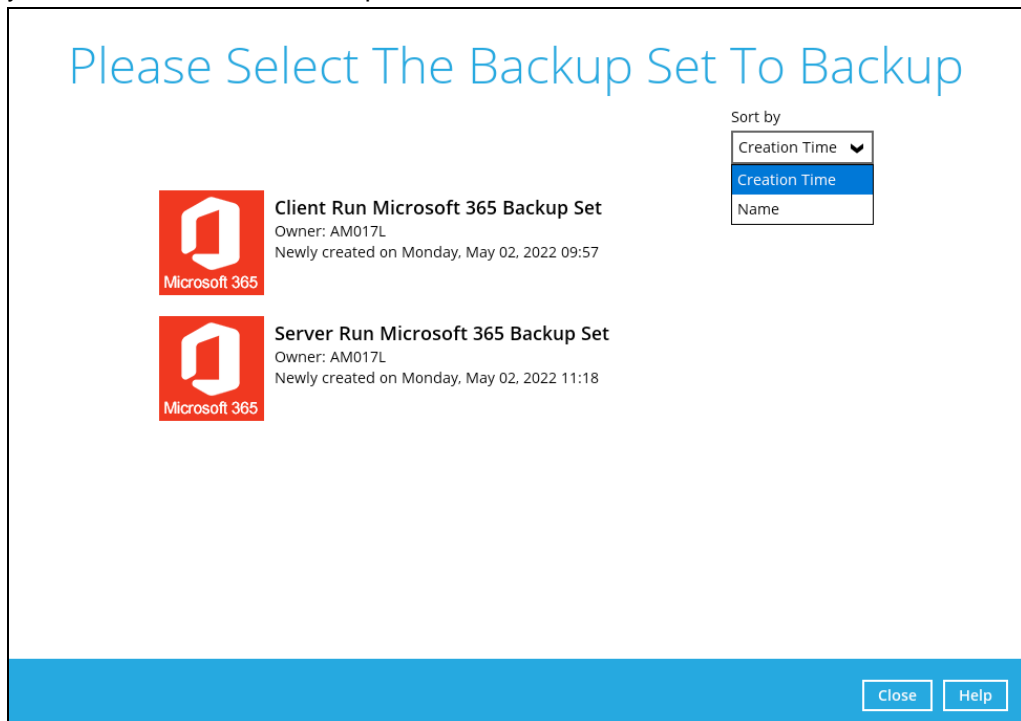 Please Select The Backup Set To Backup
Sort by
Creation Time
Creation Time
Name
Microsoft 365
Client Run Microsoft 365 Backup Set
Owner: AM017L
Newly created on Monday, May 02, 2022 09:57
Microsoft 365
Server Run Microsoft 365 Backup Set
Owner: AM017L
Newly created on Monday, May 02, 2022 11:18
Close
Help